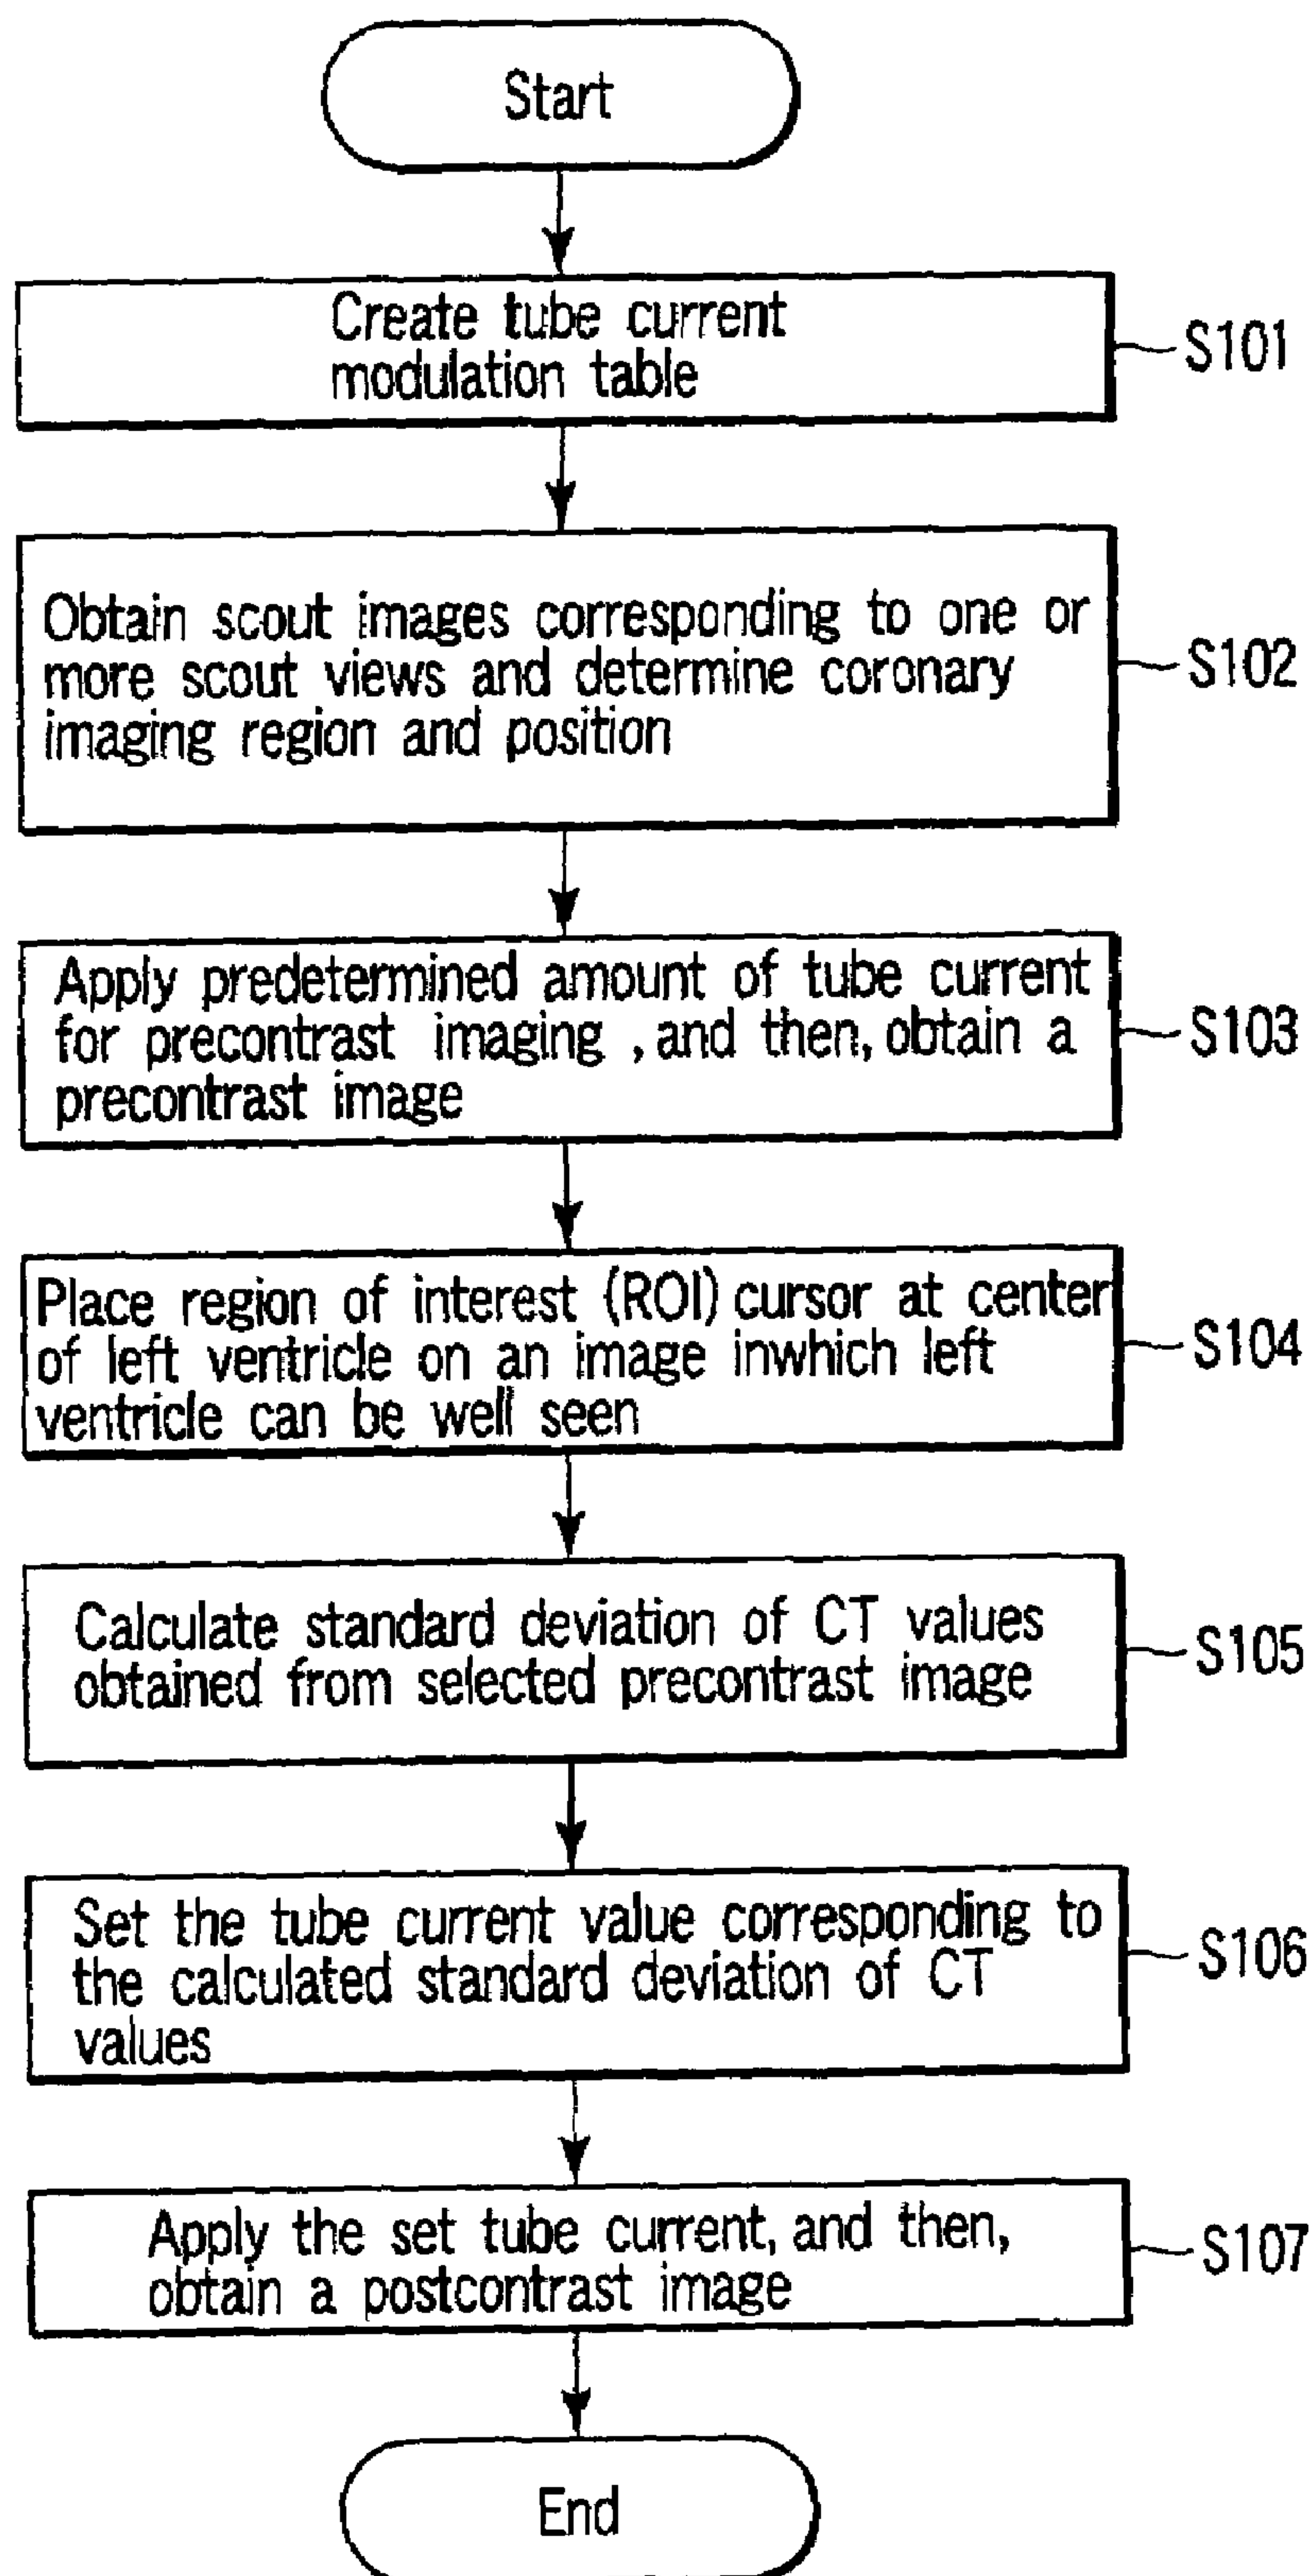 Start
Create tube current
modulation table
S101
Obtain scout images corresponding to one or
more scout views and determine coronary
imaging region and position
S102
Apply predetermined amount of tube current
for precontrast imaging , and then, obtain a
precontrast image
S103
Place region of interest (ROI) cursor at center
of left ventricle on an image inwhich left
ventricle can be well seen
S104
Calculate standard deviation of CT values
obtained from selected precontrast image
S105
Set the tube current value corresponding to
the calculated standard deviation of CT
values
S106
Apply the set tube current, and then,
obtain a postcontrast image
S107
End